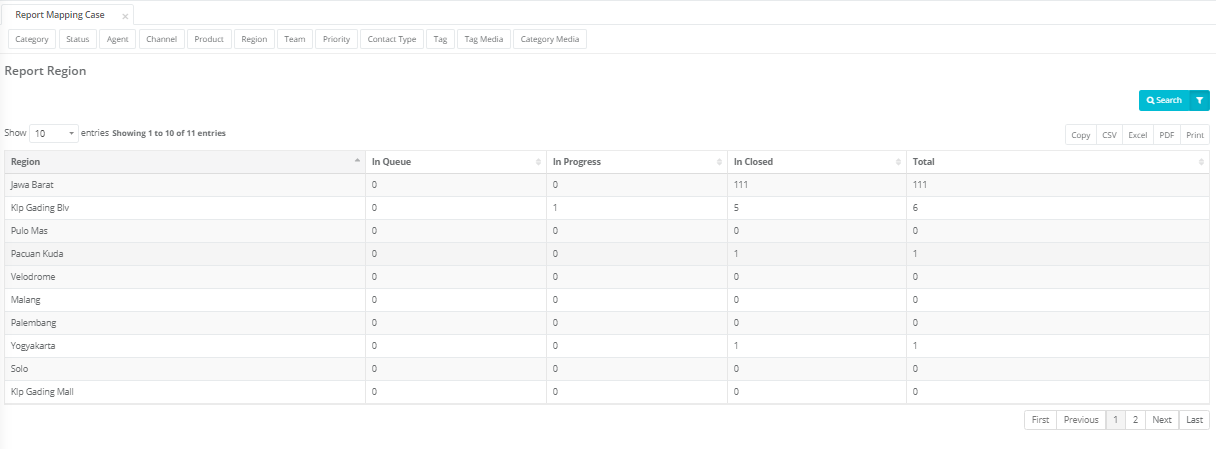 Report Mapping Case ×
Category Status Agent Channel Product Region Team Priority Contact Type Tag Tag Media Category Media
Report Region
Search
Show 10 entries Showing 1 to 10 of 11 entries
Copy CSV Excel PDF Print
Region In Queue In Progress In Closed Total
Jawa Barat 0 0 111 111
Klp Gading Blv 0 1 5 6
Pulo Mas 0 0 0 0
Pacuan Kuda 0 0 1 1
Velodrome 0 0 0 0
Malang 0 0 0 0
Palembang 0 0 0 0
Yogyakarta 0 0 1 1
Solo 0 0 0 0
Klp Gading Mall 0 0 0 0
First Previous 1 2 Next Last